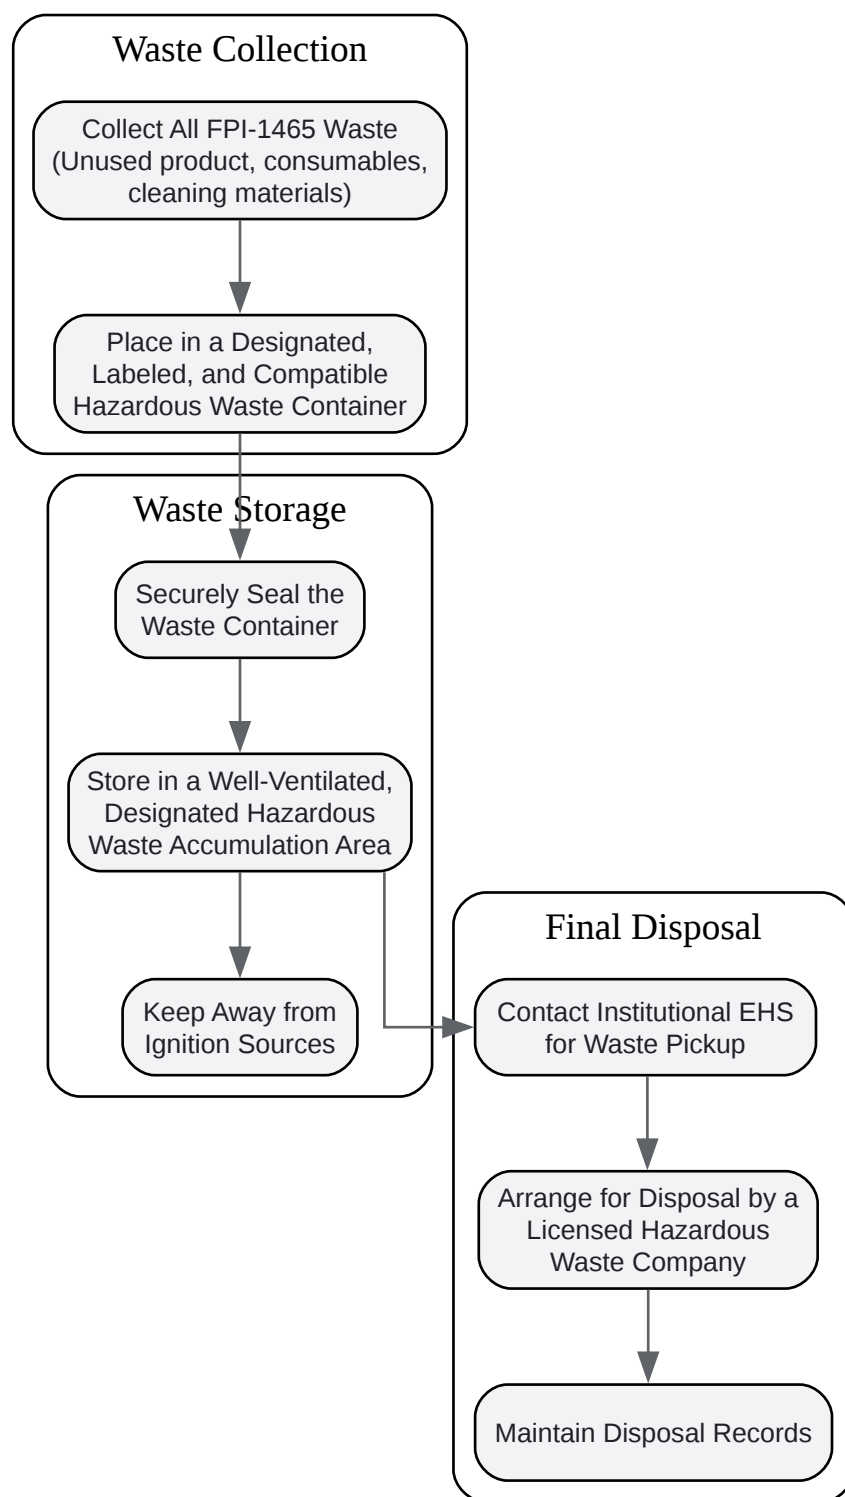 Waste Collection
Collect All FPI-1465 Waste
(Unused product, consumables,
cleaning materials)
Place in a Designated,
Labeled, and Compatible
Hazardous Waste Container
Waste Storage
Securely Seal the
Waste Container
Store in a Well-Ventilated,
Designated Hazardous
Waste Accumulation Area
Keep Away from
Ignition Sources
Final Disposal
Contact Institutional EHS
for Waste Pickup
Arrange for Disposal by a
Licensed Hazardous
Waste Company
Maintain Disposal Records